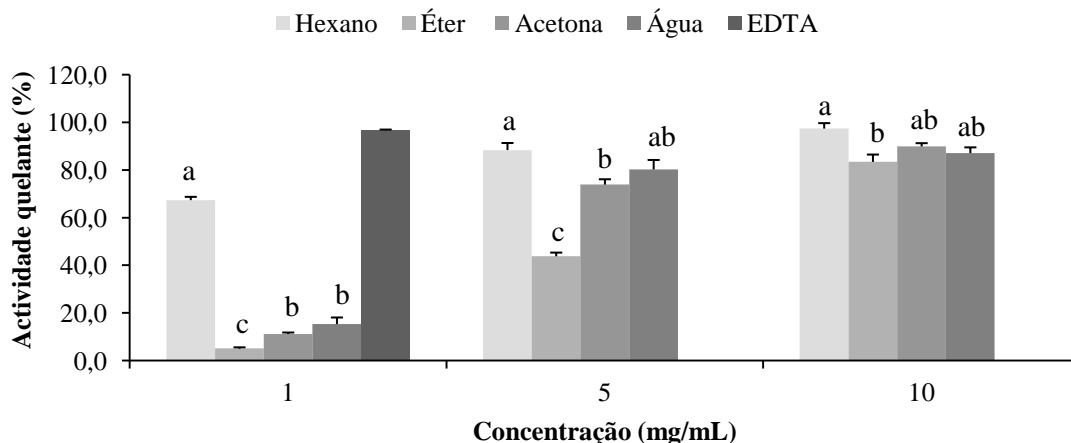 Hexano Éter Acetona Água EDTA
Actividade quelante (%)
120,0
100,0
80,0
60,0
40,0
20,0
0,0
a
c
b
b
a
c
b
ab
a
b
ab
ab
1 5 10
Concentração (mg/mL)